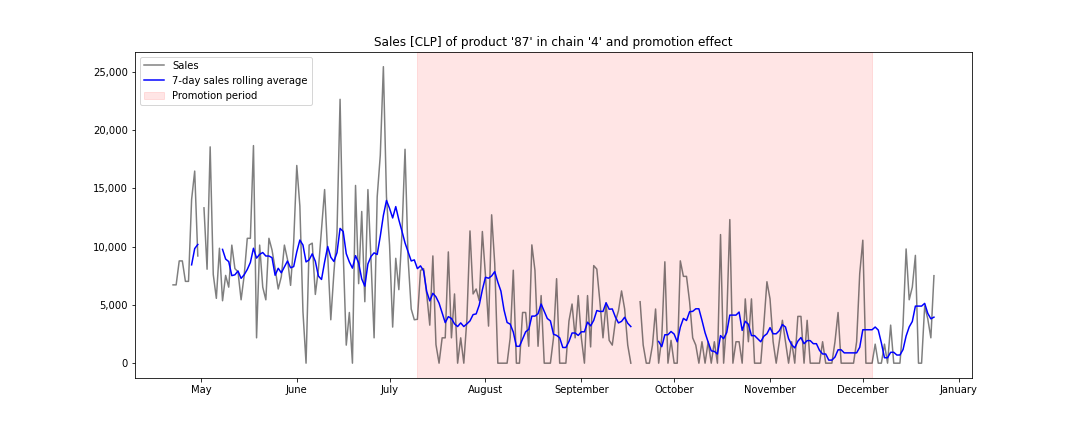 Sales [CLP] of product '87' in chain '4' and promotion effect
Sales
7-day sales rolling average
Promotion period
25,000
20,000
15,000
10,000
5,000
0
May June July August September October November December January